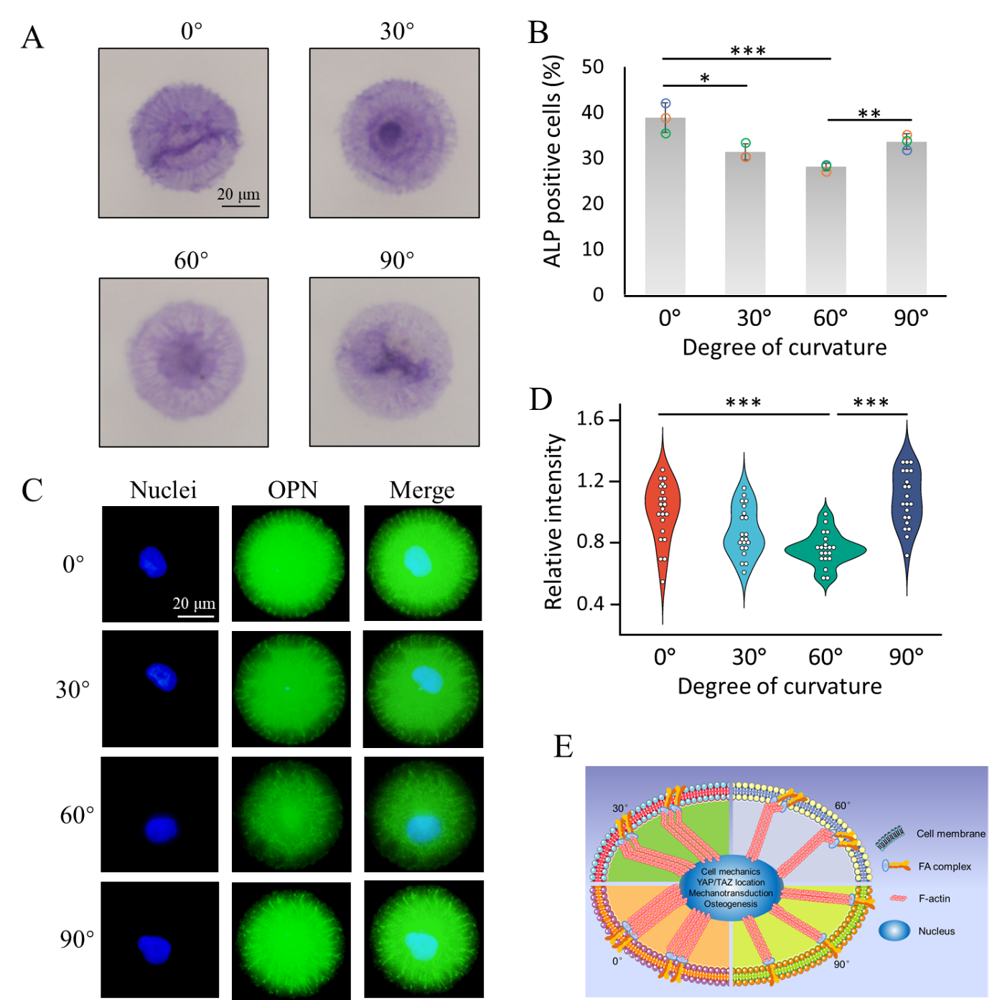 A
0°
30°
20 μm
60°
90°
B
***
*
**
50
40
30
20
10
0
ALP positive cells (%)
0° 30° 60° 90°
Degree of curvature
C
Nuclei OPN Merge
0°
20 μm
30°
60°
90°
D
*** ***
1.6
1.2
0.8
0.4
Relative intensity
0° 30° 60° 90°
Degree of curvature
E
30°
60°
Cell mechanics
YAP/TAZ location
Mechanotransduction
Osteogenesis
0°
90°
Cell membrane
FA complex
F-actin
Nucleus